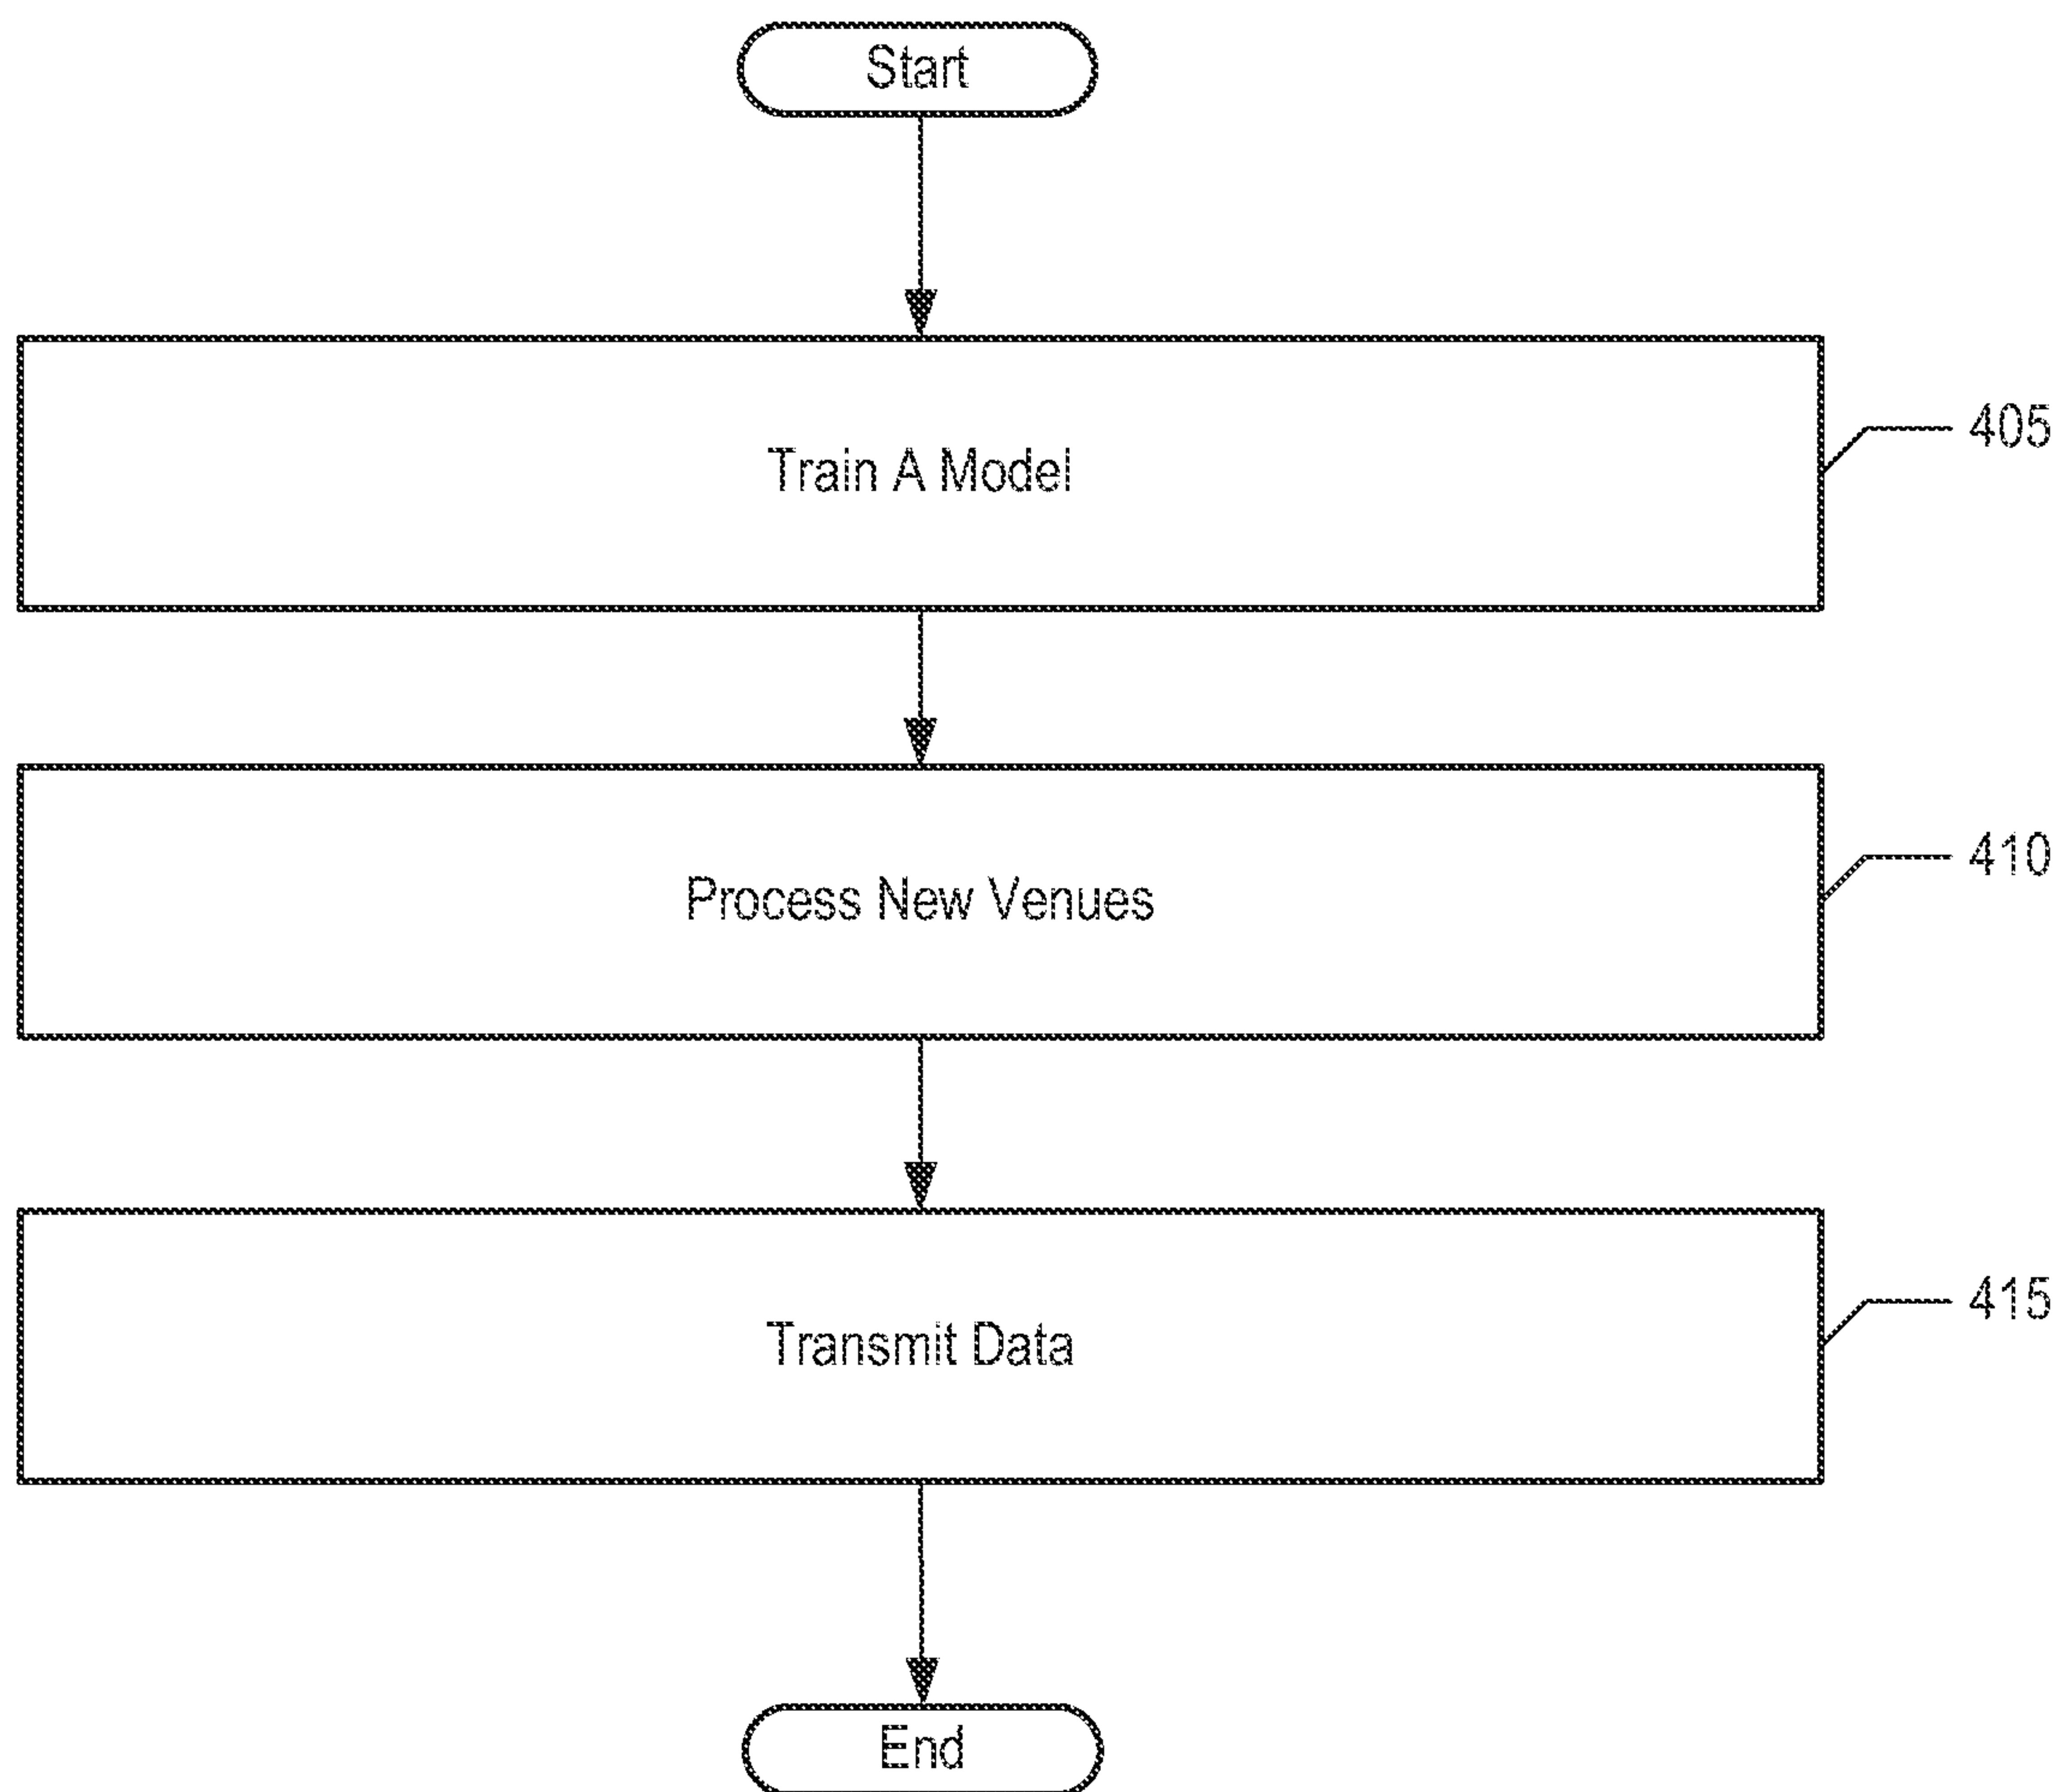 Start
Train A Model
405
Process New Venues
410
Transmit Data
415
End